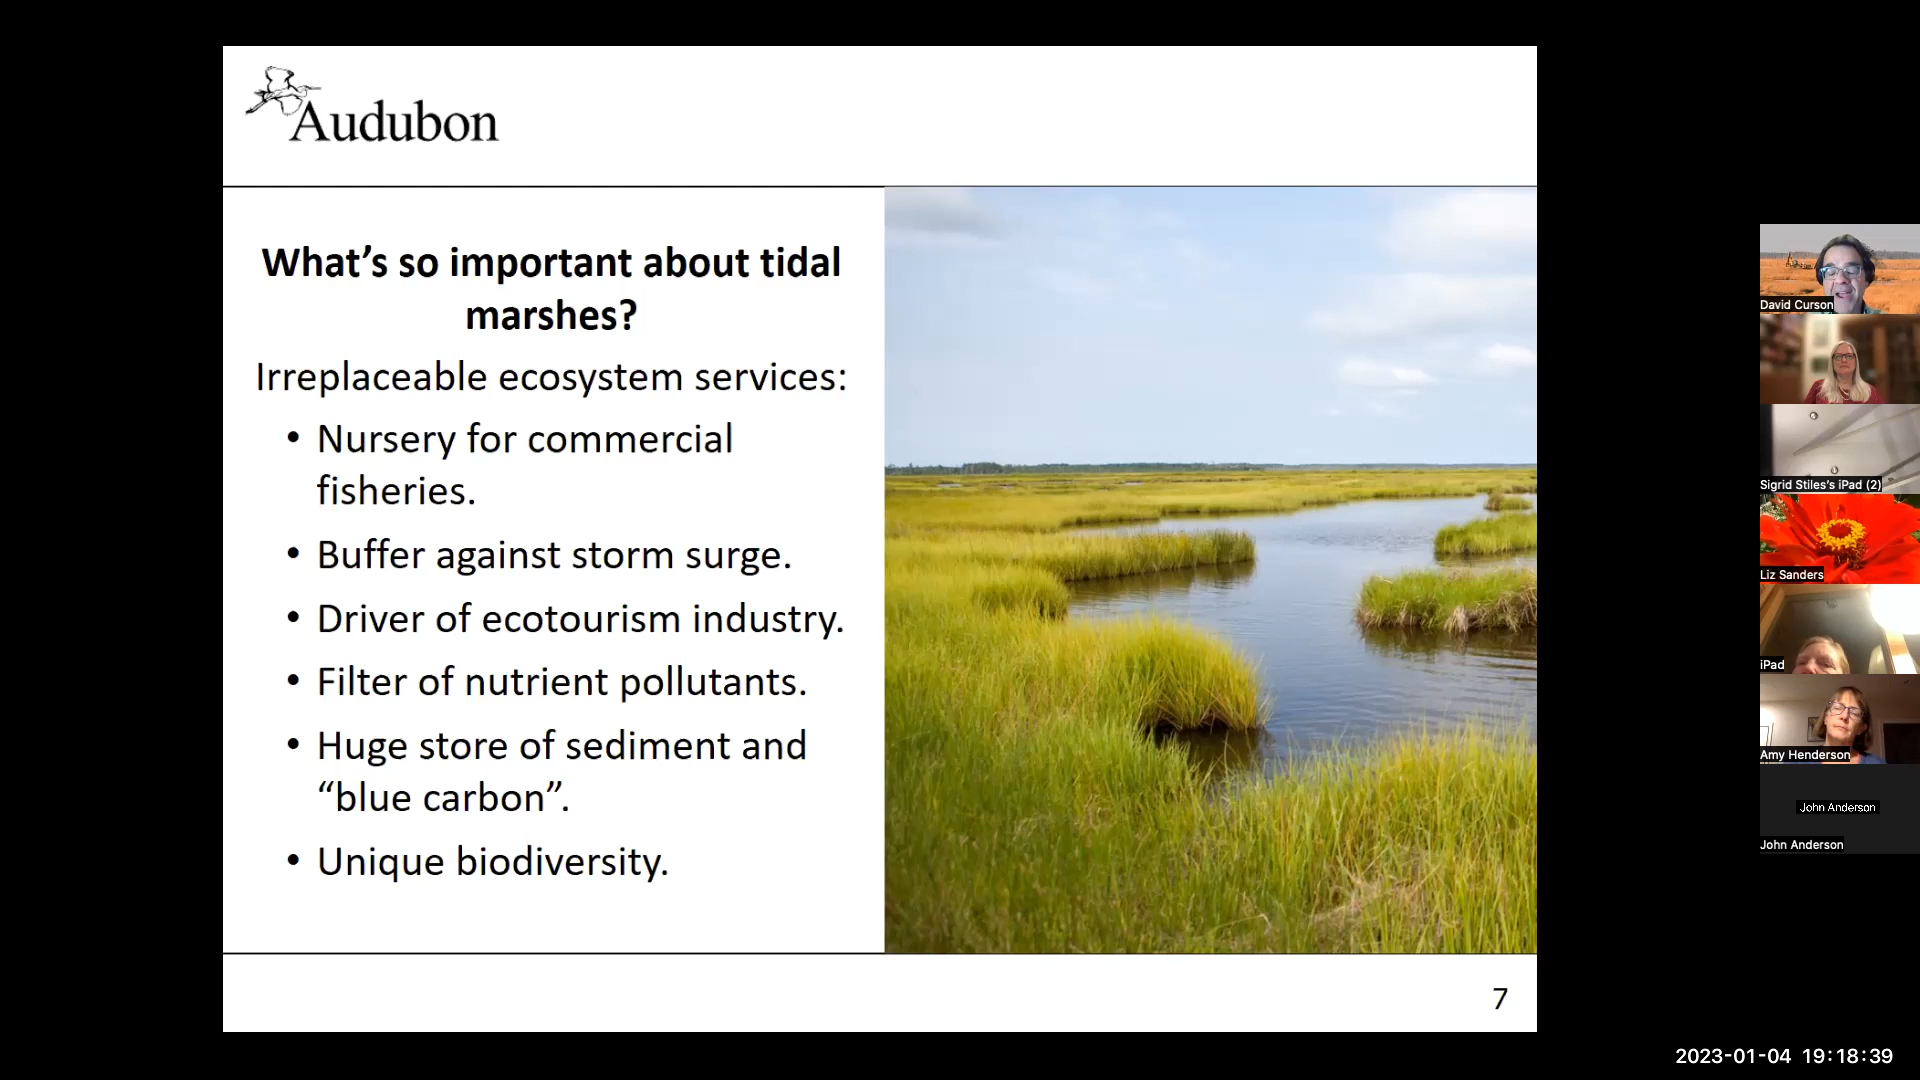 Audubon
What’s so important about tidal
marshes?
Irreplaceable ecosystem services:
• Nursery for commercial
fisheries.
• Buffer against storm surge.
• Driver of ecotourism industry.
• Filter of nutrient pollutants.
• Huge store of sediment and
“blue carbon”.
• Unique biodiversity.
7
David Curson
Sigrid Stiles’s iPad (2)
Liz Sanders
iPad
Amy Henderson
John Anderson
John Anderson
2023-01-04 19:18:39